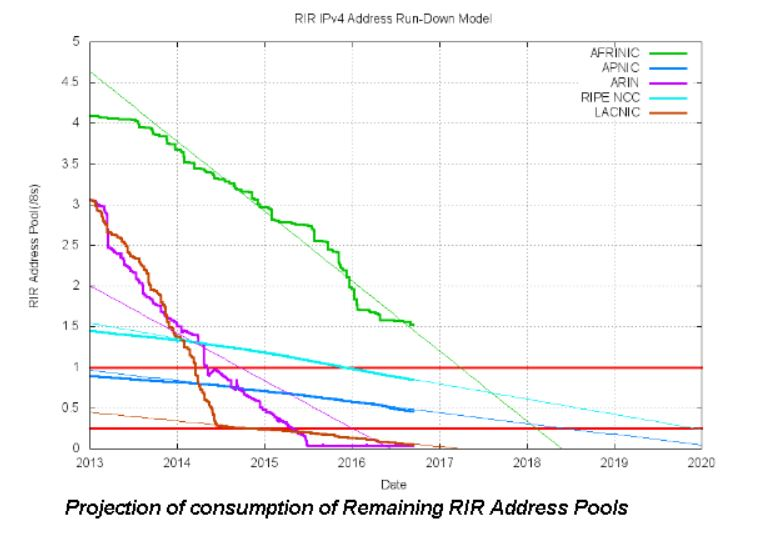 RIR IPv4 Address Run-Down Model
5
4.5
4
3.5
3
2.5
2
1.5
1
0.5
0
RIR Address Pool(/8s)
AFRINIC
APNIC
ARIN
RIPE NCC
LACNIC
2013 2014 2015 2016 2017 2018 2019 2020
Date
Projection of consumption of Remaining RIR Address Pools